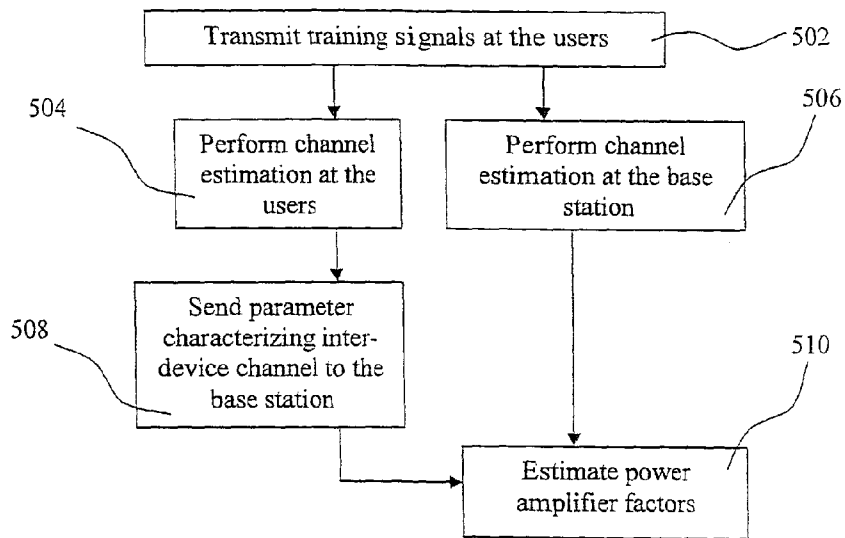 Transmit training signals at the users
502
504
506
Perform channel
estimation at the
users
Perform channel
estimation at the base
station
508
Send parameter
characterizing inter-
device channel to the
base station
510
Estimate power
amplifier factors